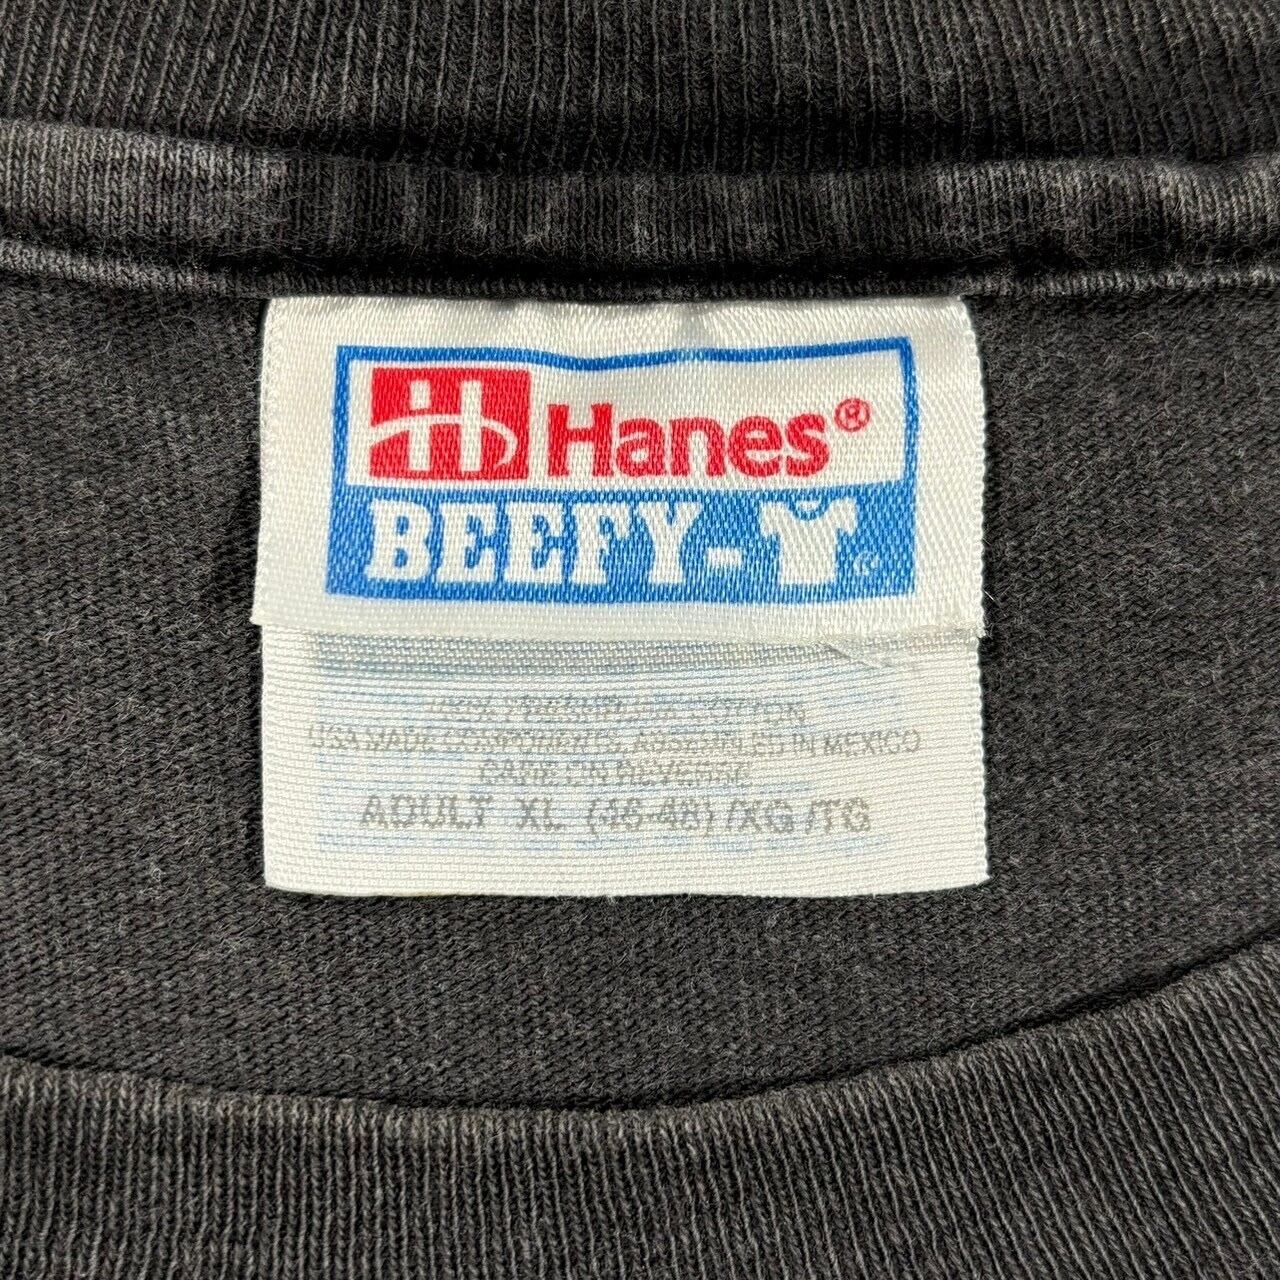 H Hanes®
BEEFY-T
100% PRESHRUNK COTTON
USA MADE COMPONENTS, ASSEMBLED IN MEXICO
CARE ON REVERSE
ADULT XL (46-48) /XG /TG